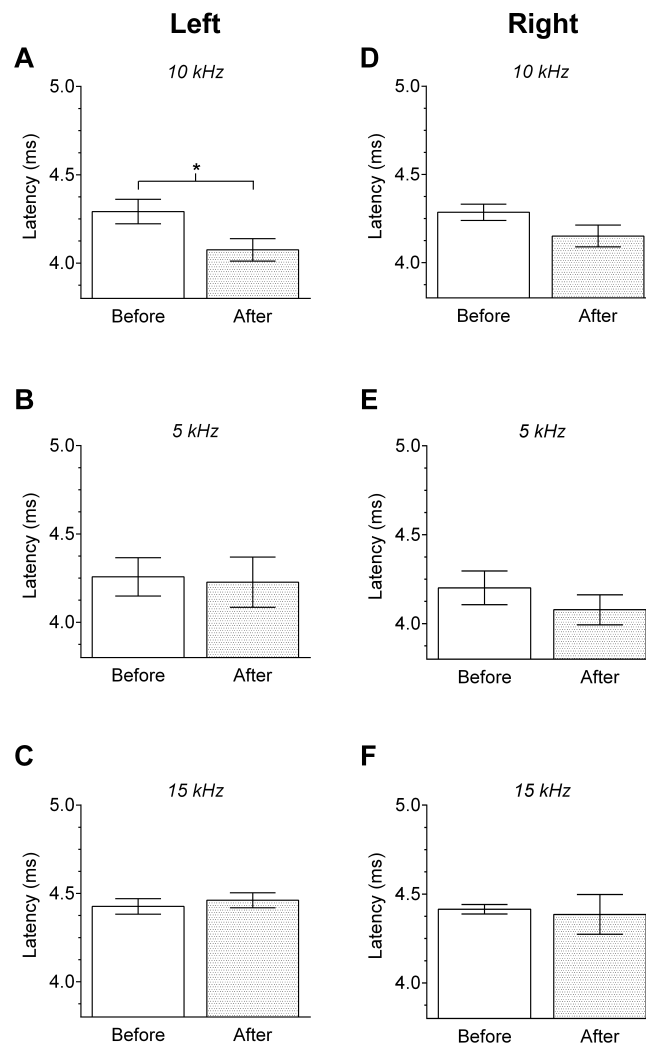 Left
Right
A
10 kHz
5.0
4.5
4.0
Latency (ms)
*
Before
After
D
10 kHz
5.0
4.5
4.0
Latency (ms)
Before
After
B
5 kHz
5.0
4.5
4.0
Latency (ms)
Before
After
E
5 kHz
5.0
4.5
4.0
Latency (ms)
Before
After
C
15 kHz
5.0
4.5
4.0
Latency (ms)
Before
After
F
15 kHz
5.0
4.5
4.0
Latency (ms)
Before
After